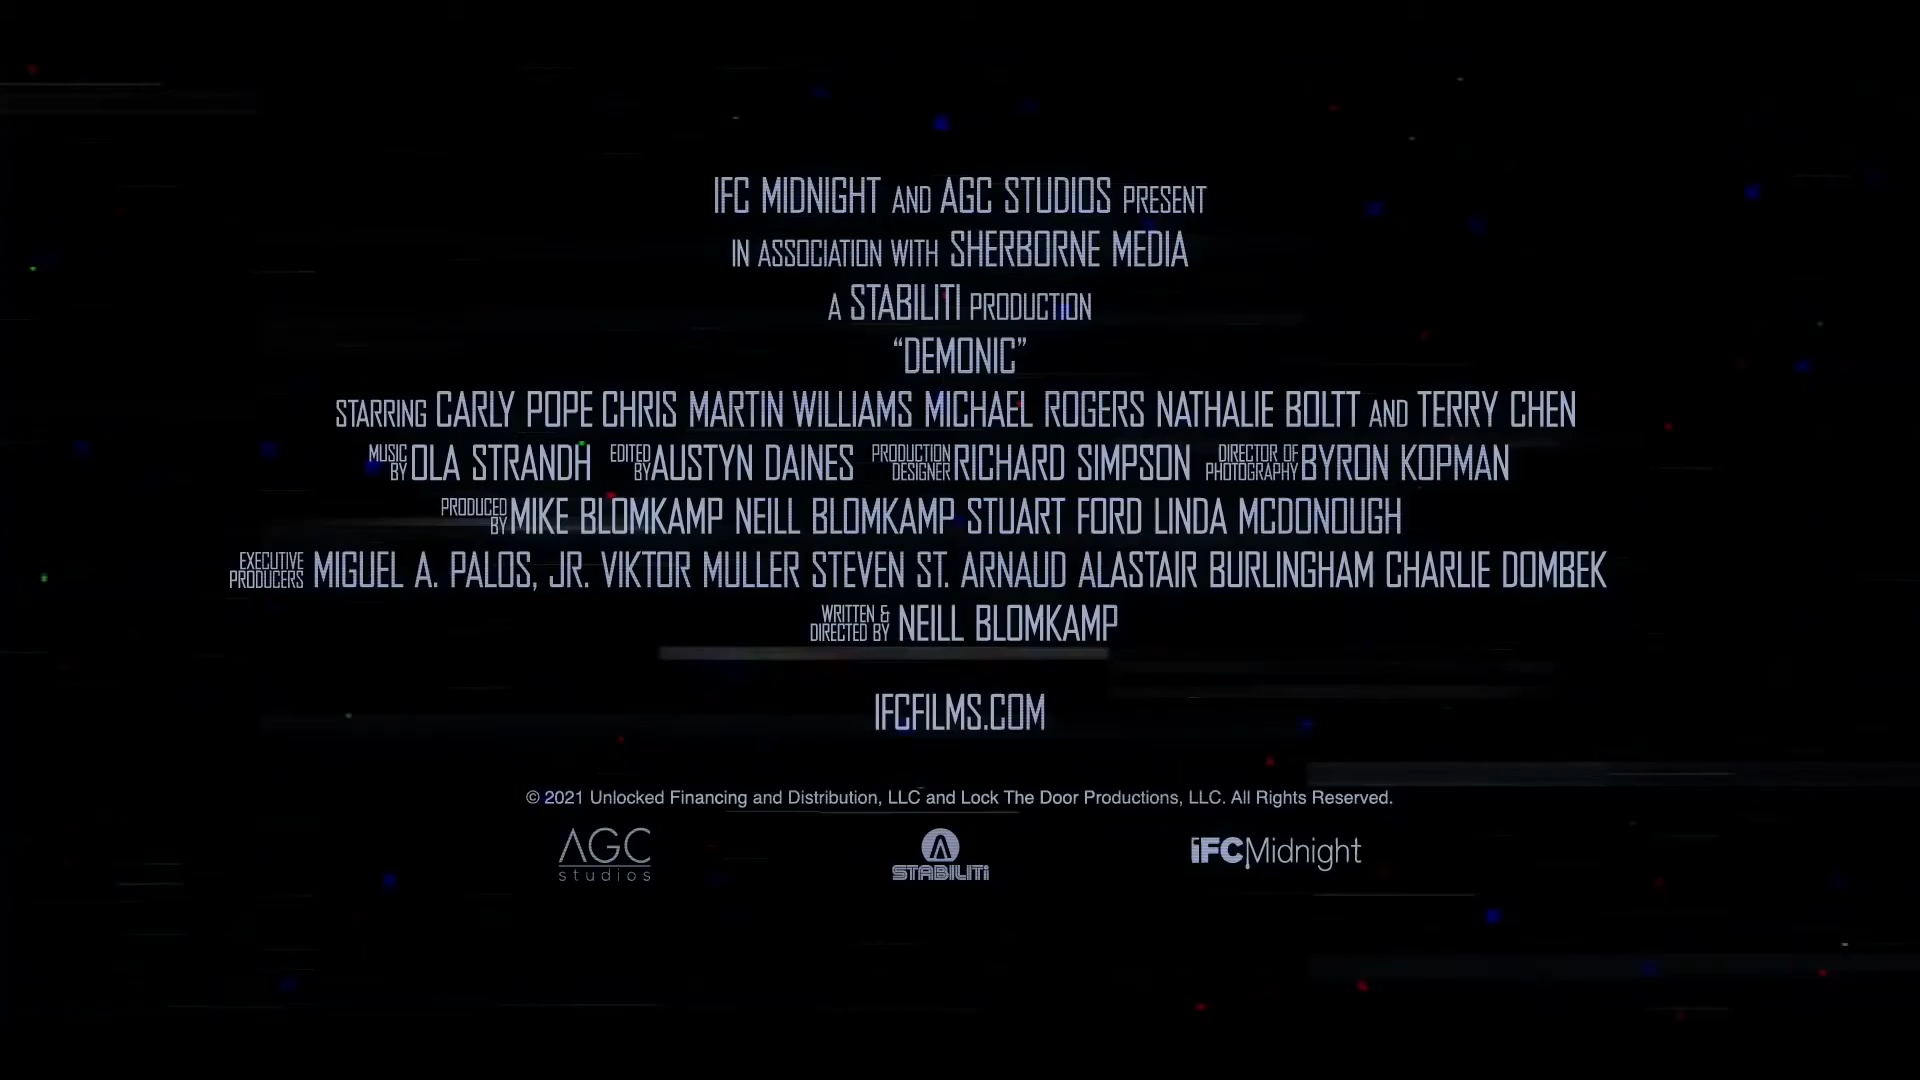 IFC MIDNIGHT AND AGC STUDIOS PRESENT
IN ASSOCIATION WITH SHERBORNE MEDIA
A STABILITI PRODUCTION
“DEMONIC”
STARRING CARLY POPE CHRIS MARTIN WILLIAMS MICHAEL ROGERS NATHALIE BOLTT AND TERRY CHEN
MUSIC BY OLA STRANDH EDITED BY AUSTYN DAINES PRODUCTION DESIGNER RICHARD SIMPSON DIRECTOR OF PHOTOGRAPHY BYRON KOPMAN
PRODUCED BY MIKE BLOMKAMP NEILL BLOMKAMP STUART FORD LINDA MCDONOUGH
EXECUTIVE PRODUCERS MIGUEL A. PALOS, JR. VIKTOR MULLER STEVEN ST. ARNAUD ALASTAIR BURLINGHAM CHARLIE DOMBEK
WRITTEN & DIRECTED BY NEILL BLOMKAMP
IFCFILMS.COM
© 2021 Unlocked Financing and Distribution, LLC and Lock The Door Productions, LLC. All Rights Reserved.
AGC studios STABILITI IFC Midnight